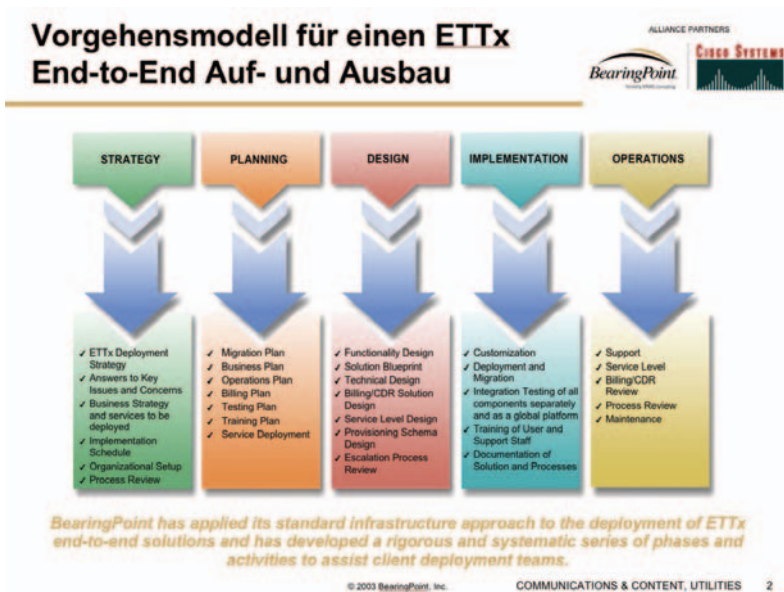 Vorgehensmodell für einen ETTx
End-to-End Auf- und Ausbau
ALLIANCE PARTNERS
BearingPoint
CISCO SYSTEMS
STRATEGY
PLANNING
DESIGN
IMPLEMENTATION
OPERATIONS
✓ ETTx Deployment
Strategy
✓ Answers to Key
Issues and Concerns
✓ Business Strategy
and services to be
deployed
✓ Implementation
Schedule
✓ Organizational Setup
✓ Process Review
✓ Migration Plan
✓ Business Plan
✓ Operations Plan
✓ Billing Plan
✓ Testing Plan
✓ Training Plan
✓ Service Deployment
✓ Functionality Design
✓ Solution Blueprint
✓ Technical Design
✓ Billing/CDR Solution
Design
✓ Service Level Design
✓ Provisioning Schema
Design
✓ Escalation Process
Review
✓ Customization
✓ Deployment and
Migration
✓ Integration Testing of all
components separately
and as a global platform
✓ Training of User and
Support Staff
✓ Documentation of
Solution and Processes
✓ Support
✓ Service Level
✓ Billing/CDR
Review
✓ Process Review
✓ Maintenance
BearingPoint has applied its standard infrastructure approach to the deployment of ETTx
end-to-end solutions and has developed a rigorous and systematic series of phases and
activities to assist client deployment teams.
© 2003 BearingPoint, Inc.
COMMUNICATIONS & CONTENT, UTILITIES 2